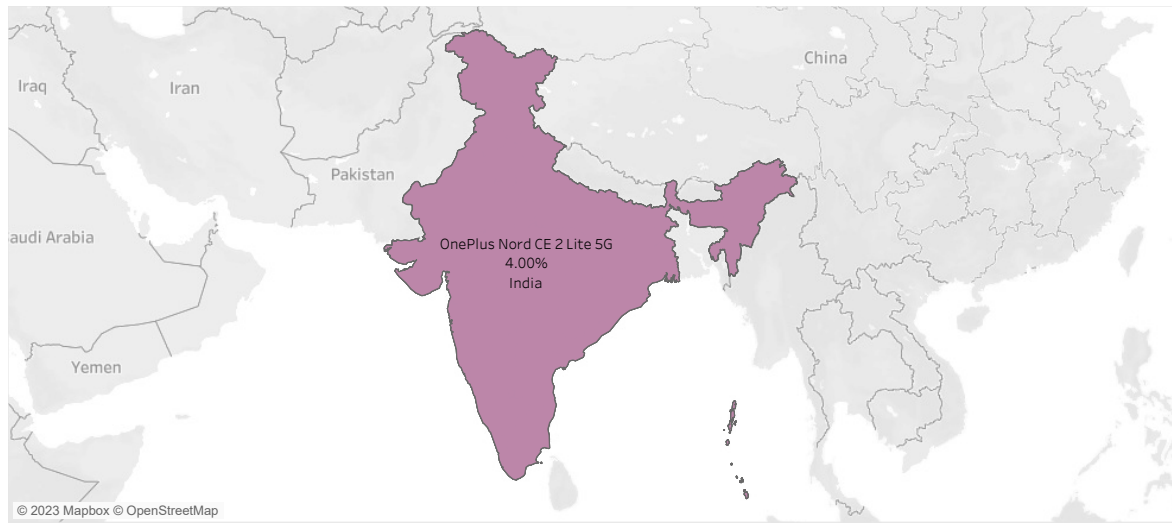 China
Iraq
Iran
Pakistan
audi Arabia
OnePlus Nord CE 2 Lite 5G
4.00%
India
Yemen
© 2023 Mapbox © OpenStreetMap